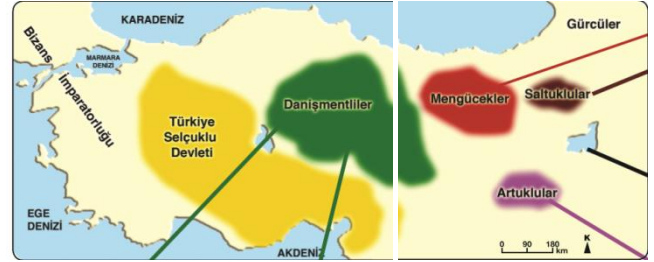 KARADENİZ
Bizans
İmparatorluğu
MARMARA
DENİZİ
Danişmentliler
Türkiye
Selçuklu
Devleti
EGE
DENİZİ
AKDENİZ
Gürcüler
Mengücekler
Saltuklular
Artuklular
0 90 180
km
K